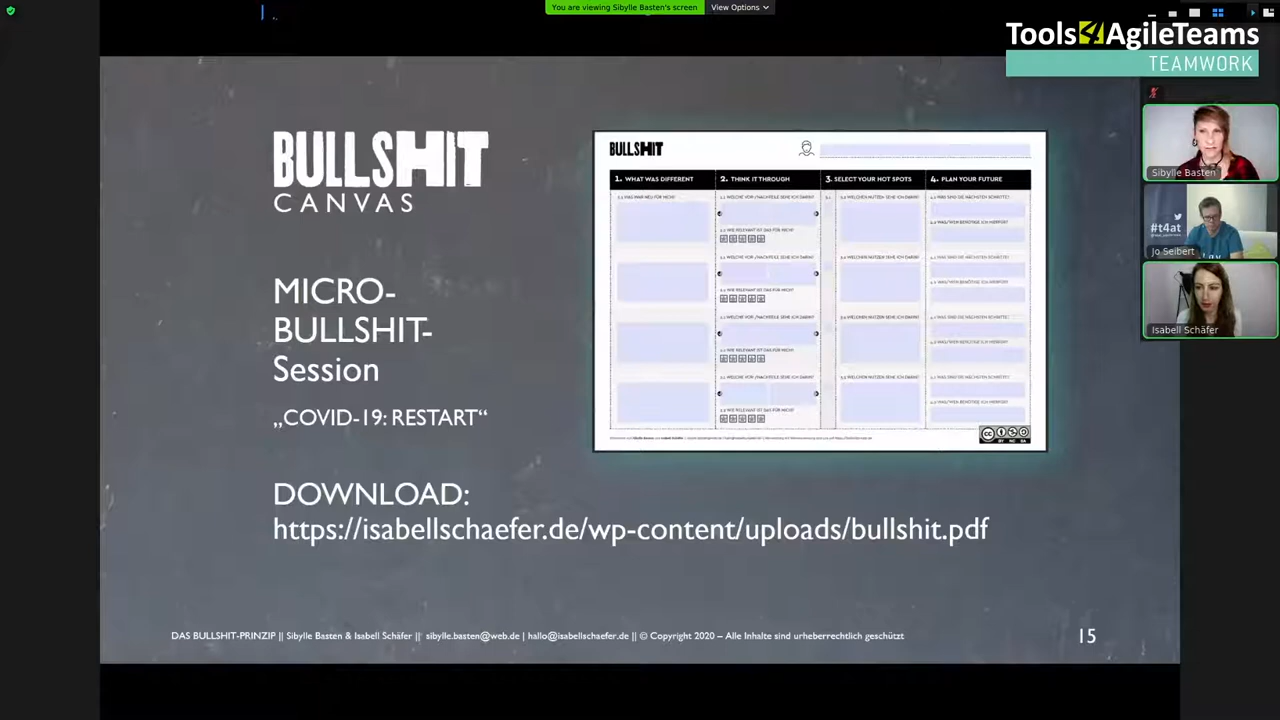 You are viewing Sibylle Basten's screen
View Options
Tools4AgileTeams
TEAMWORK
BULLSHIT
CANVAS
MICRO-
BULLSHIT-
Session
„COVID-19: RESTART“
DOWNLOAD:
https://isabellschaefer.de/wp-content/uploads/bullshit.pdf
BULLSHIT
1. WHAT WAS DIFFERENT
2. THINK IT THROUGH
3. SELECT YOUR HOT SPOTS
4. PLAN YOUR FUTURE
Sibylle Basten
#t4at
Jo Seibert
Isabell Schäfer
DAS BULLSHIT-PRINZIP || Sibylle Basten & Isabell Schäfer || sibylle.basten@web.de | hallo@isabellschaefer.de || © Copyright 2020 – Alle Inhalte sind urheberrechtlich geschützt
15